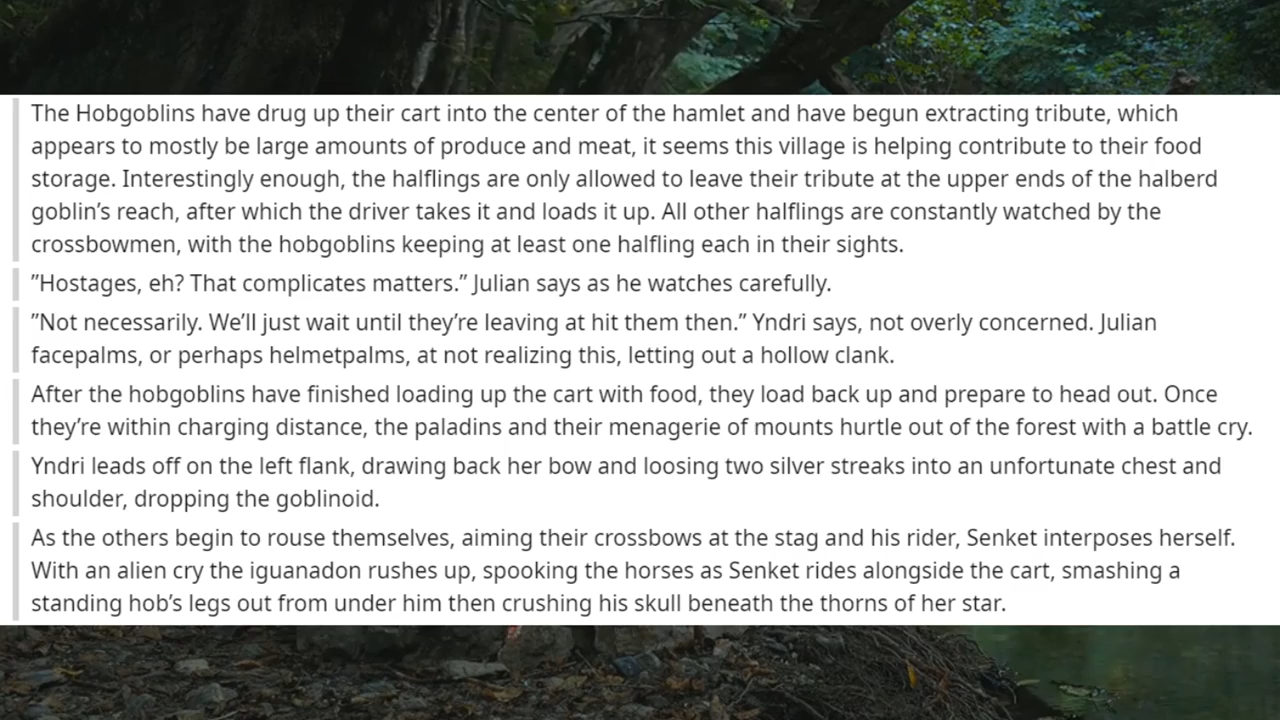 The Hobgoblins have drug up their cart into the center of the hamlet and have begun extracting tribute, which
appears to mostly be large amounts of produce and meat, it seems this village is helping contribute to their food
storage. Interestingly enough, the halflings are only allowed to leave their tribute at the upper ends of the halberd
goblin’s reach, after which the driver takes it and loads it up. All other halflings are constantly watched by the
crossbowmen, with the hobgoblins keeping at least one halfling each in their sights.
”Hostages, eh? That complicates matters.” Julian says as he watches carefully.
”Not necessarily. We’ll just wait until they’re leaving at hit them then.” Yndri says, not overly concerned. Julian
facepalms, or perhaps helmetpalms, at not realizing this, letting out a hollow clank.
After the hobgoblins have finished loading up the cart with food, they load back up and prepare to head out. Once
they’re within charging distance, the paladins and their menagerie of mounts hurtle out of the forest with a battle cry.
Yndri leads off on the left flank, drawing back her bow and loosing two silver streaks into an unfortunate chest and
shoulder, dropping the goblinoid.
As the others begin to rouse themselves, aiming their crossbows at the stag and his rider, Senket interposes herself.
With an alien cry the iguanadon rushes up, spooking the horses as Senket rides alongside the cart, smashing a
standing hob’s legs out from under him then crushing his skull beneath the thorns of her star.